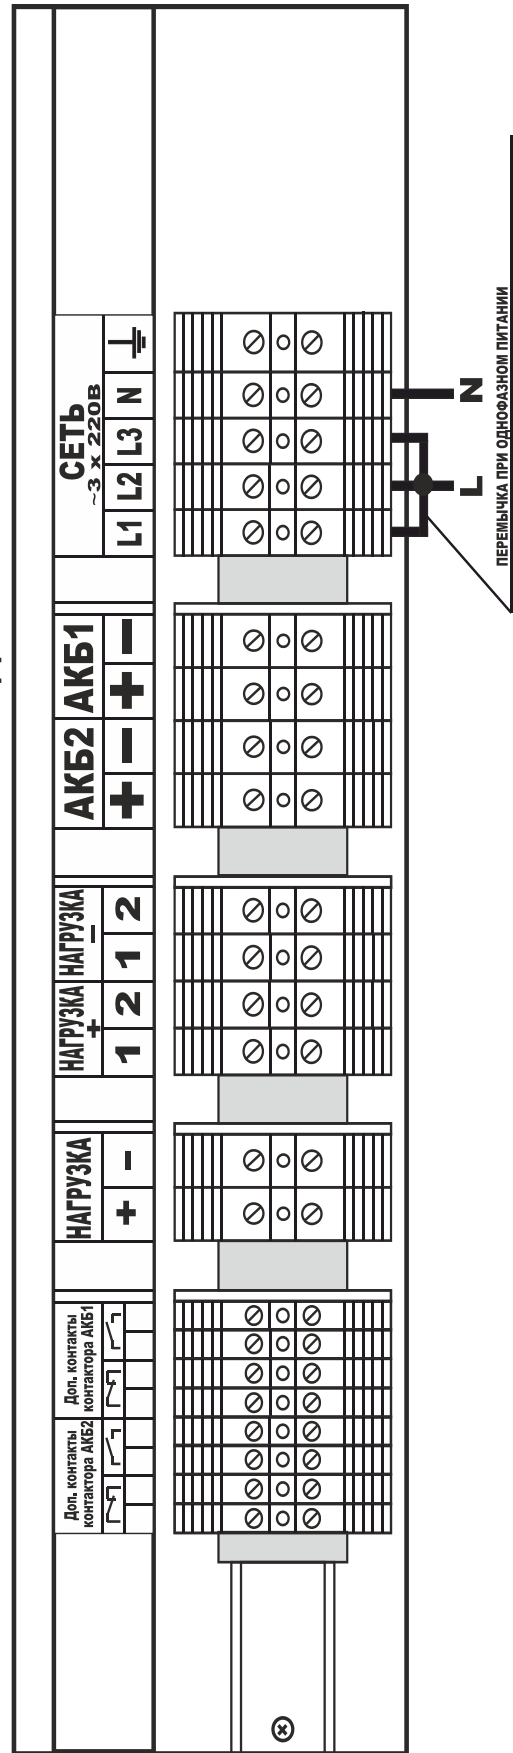 Доп. контакты
контактора АКБ2
Доп. контакты
контактора АКБ1
НАГРУЗКА
+ -
НАГРУЗКА
+
1 2
НАГРУЗКА
-
1 2
АКБ2
+ -
АКБ1
+ -
СЕТЬ
~3 х 220В
L1 L2 L3 N
L N
ПЕРЕМЫЧКА ПРИ ОДНОФАЗНОМ ПИТАНИИ